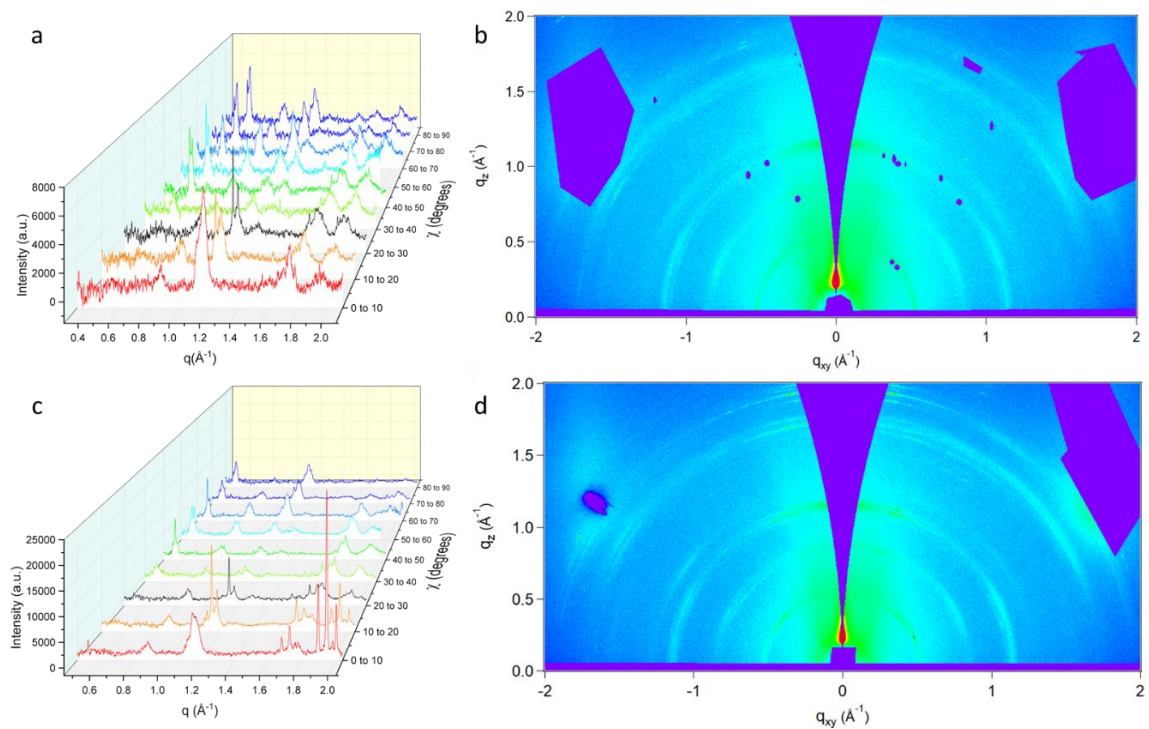 a
8000
6000
4000
2000
0
Intensity (a.u.)
0.4 0.6 0.8 1.0 1.2 1.4 1.6 1.8 2.0
q(Å⁻¹)
80 to 90
70 to 80
60 to 70
50 to 60
40 to 50
30 to 40
20 to 30
10 to 20
0 to 10
χ (degrees)
b
2.0
1.5
1.0
0.5
0.0
qz (Å⁻¹)
-2 -1 0 1 2
qxy (Å⁻¹)
c
25000
20000
15000
10000
5000
0
Intensity (a.u.)
0.6 0.8 1.0 1.2 1.4 1.6 1.8 2.0
q (Å⁻¹)
80 to 90
70 to 80
60 to 70
50 to 60
40 to 50
30 to 40
20 to 30
10 to 20
0 to 10
χ (degrees)
d
2.0
1.5
1.0
0.5
0.0
qz (Å⁻¹)
-2 -1 0 1 2
qxy (Å⁻¹)